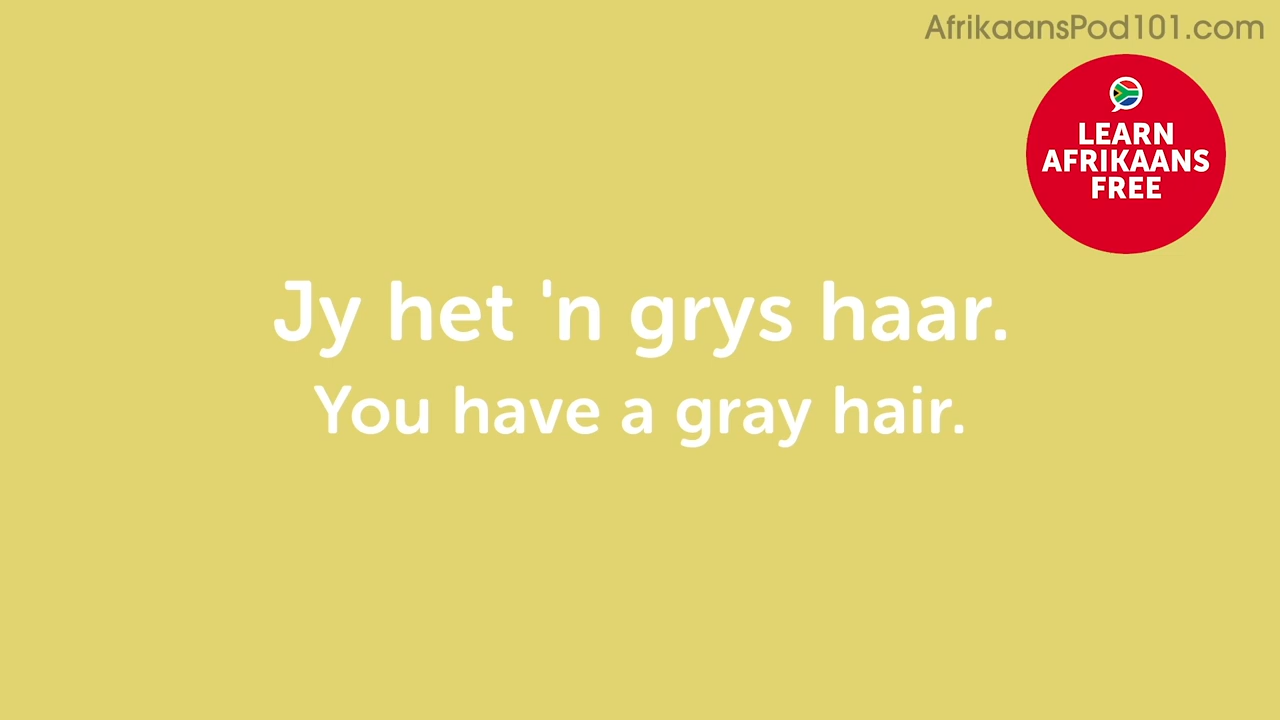 AfrikaansPod101.com
LEARN
AFRIKAANS
FREE
Jy het 'n grys haar.
You have a gray hair.